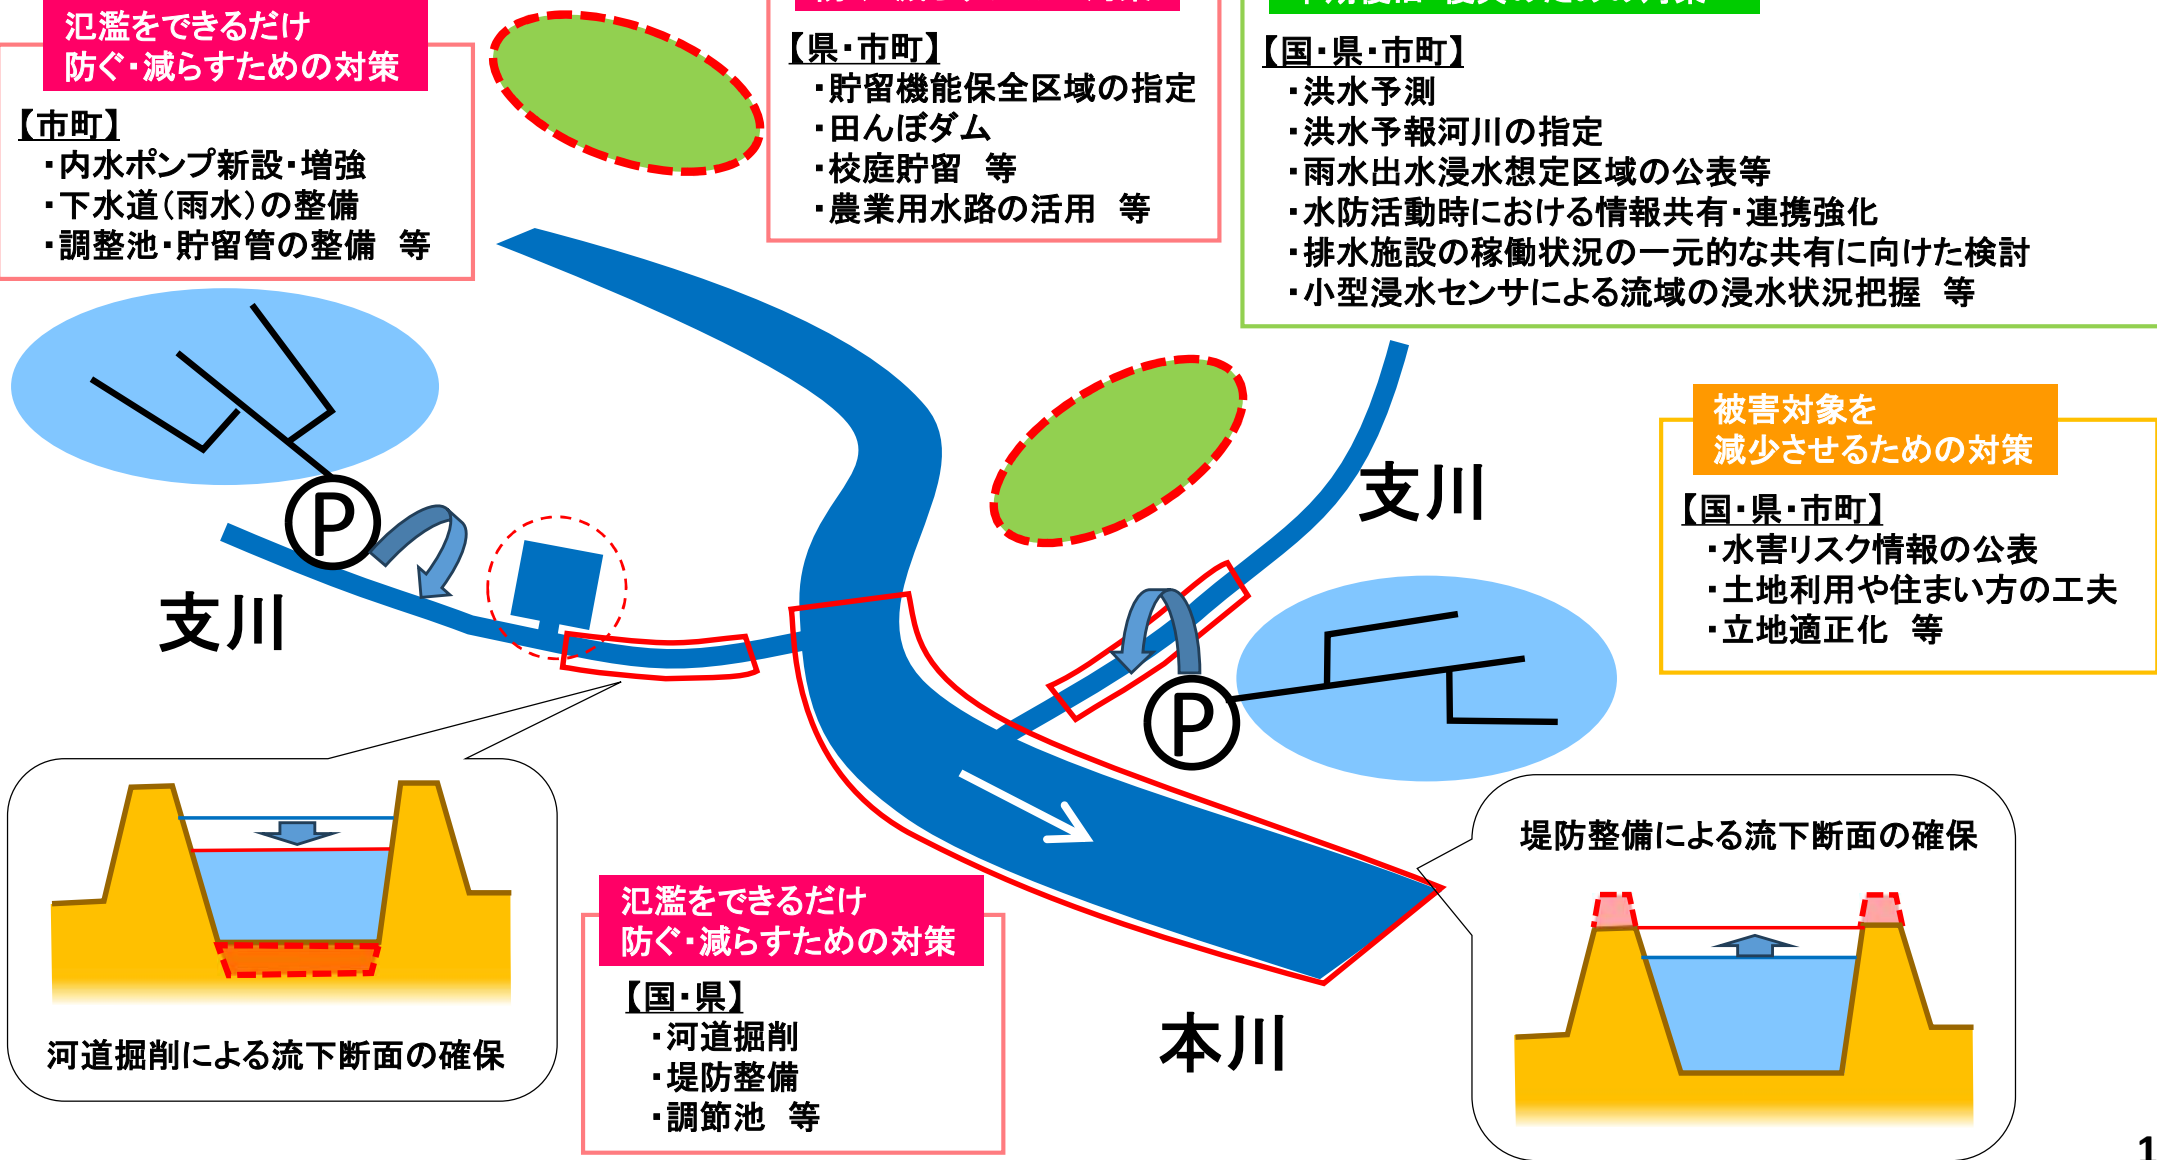 氾濫をできるだけ
防ぐ・減らすための対策
【市町】
・内水ポンプ新設・増強
・下水道(雨水)の整備
・調整池・貯留管の整備 等
【県・市町】
・貯留機能保全区域の指定
・田んぼダム
・校庭貯留 等
・農業用水路の活用 等
【国・県・市町】
・洪水予測
・洪水予報河川の指定
・雨水出水浸水想定区域の公表等
・水防活動時における情報共有・連携強化
・排水施設の稼働状況の一元的な共有に向けた検討
・小型浸水センサによる流域の浸水状況把握 等
被害対象を
減少させるための対策
【国・県・市町】
・水害リスク情報の公表
・土地利用や住まい方の工夫
・立地適正化 等
P
支川
支川
P
河道掘削による流下断面の確保
氾濫をできるだけ
防ぐ・減らすための対策
【国・県】
・河道掘削
・堤防整備
・調節池 等
本川
堤防整備による流下断面の確保
1